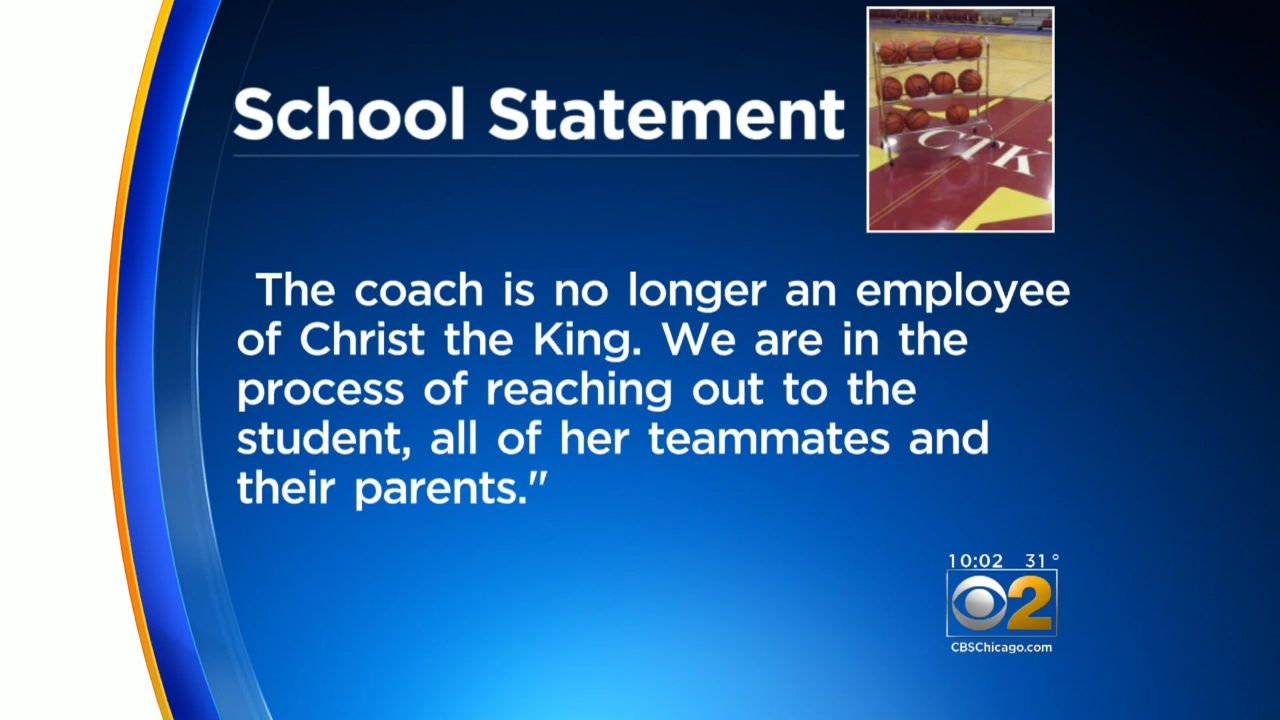 School Statement
CTK
The coach is no longer an employee
of Christ the King. We are in the
process of reaching out to the
student, all of her teammates and
their parents."
10:02 31°
2
CBSChicago.com